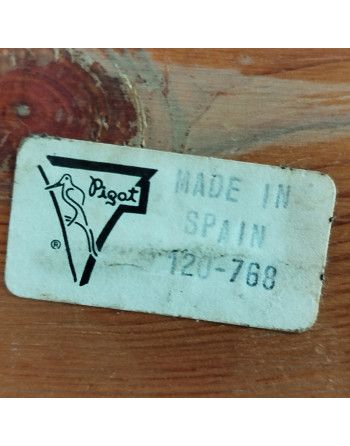 Pigat
MADE IN
SPAIN
120-768
®